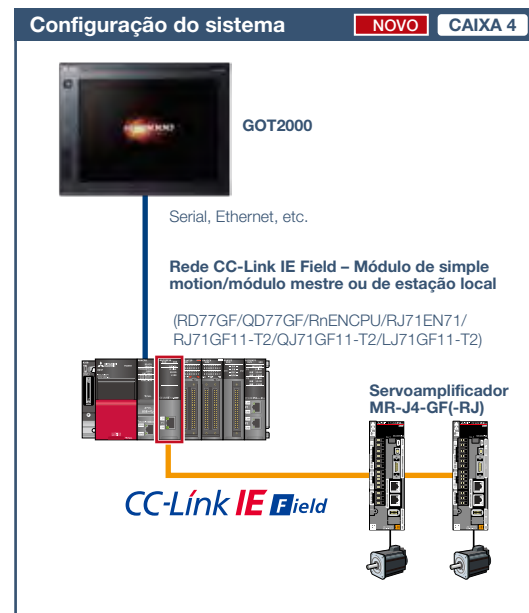 Configuração do sistema
NOVO
CAIXA 4
GOT2000
Serial, Ethernet, etc.
Rede CC-Link IE Field – Módulo de simple
motion/módulo mestre ou de estação local
(RD77GF/QD77GF/RnENCPU/RJ71EN71/
RJ71GF11-T2/QJ71GF11-T2/LJ71GF11-T2)
Servoamplificador
MR-J4-GF(-RJ)
CC-Línk IE Field